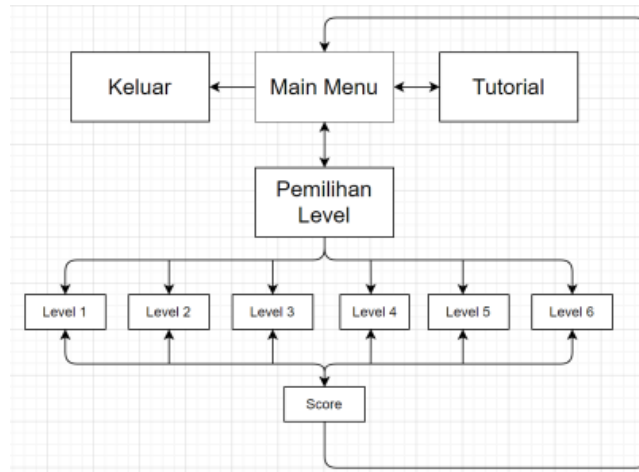 Keluar
Main Menu
Tutorial
Pemilihan
Level
Level 1
Level 2
Level 3
Level 4
Level 5
Level 6
Score